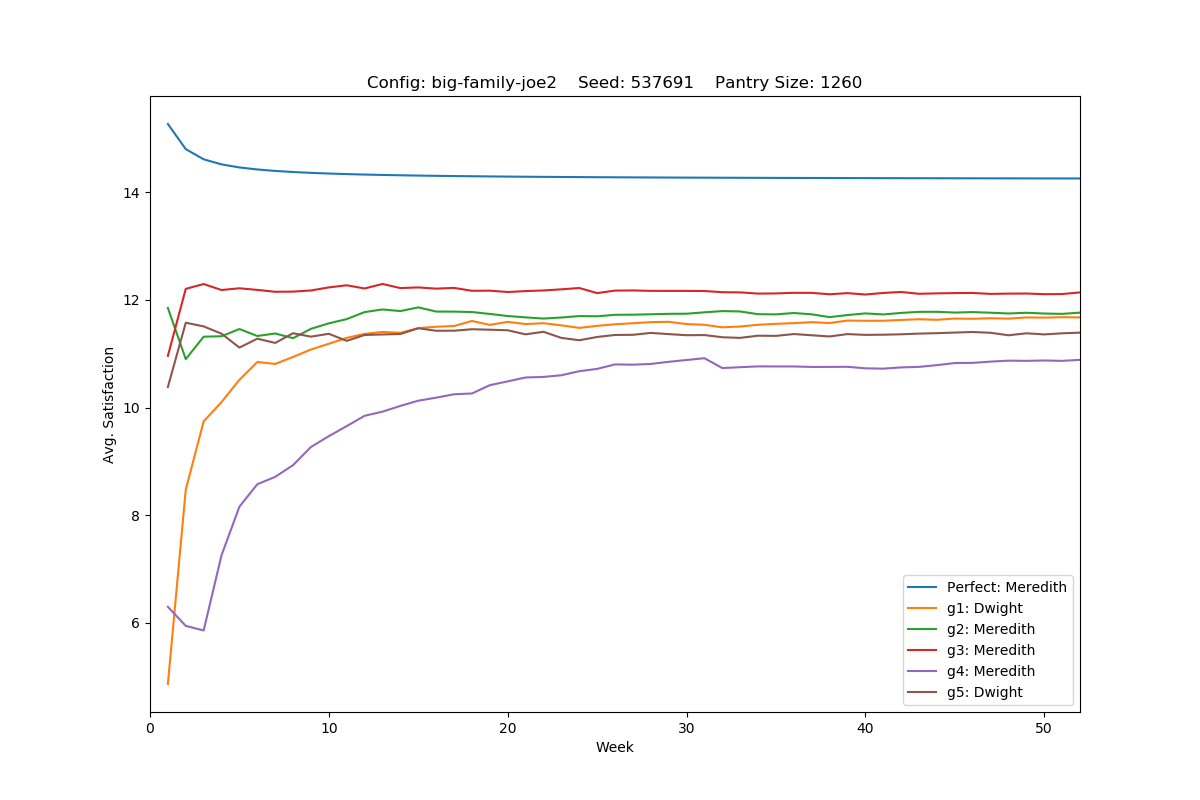 Config: big-family-joe2    Seed: 537691    Pantry Size: 1260
Avg. Satisfaction
14
12
10
8
6
0
10
20
30
40
50
Week
Perfect: Meredith
g1: Dwight
g2: Meredith
g3: Meredith
g4: Meredith
g5: Dwight